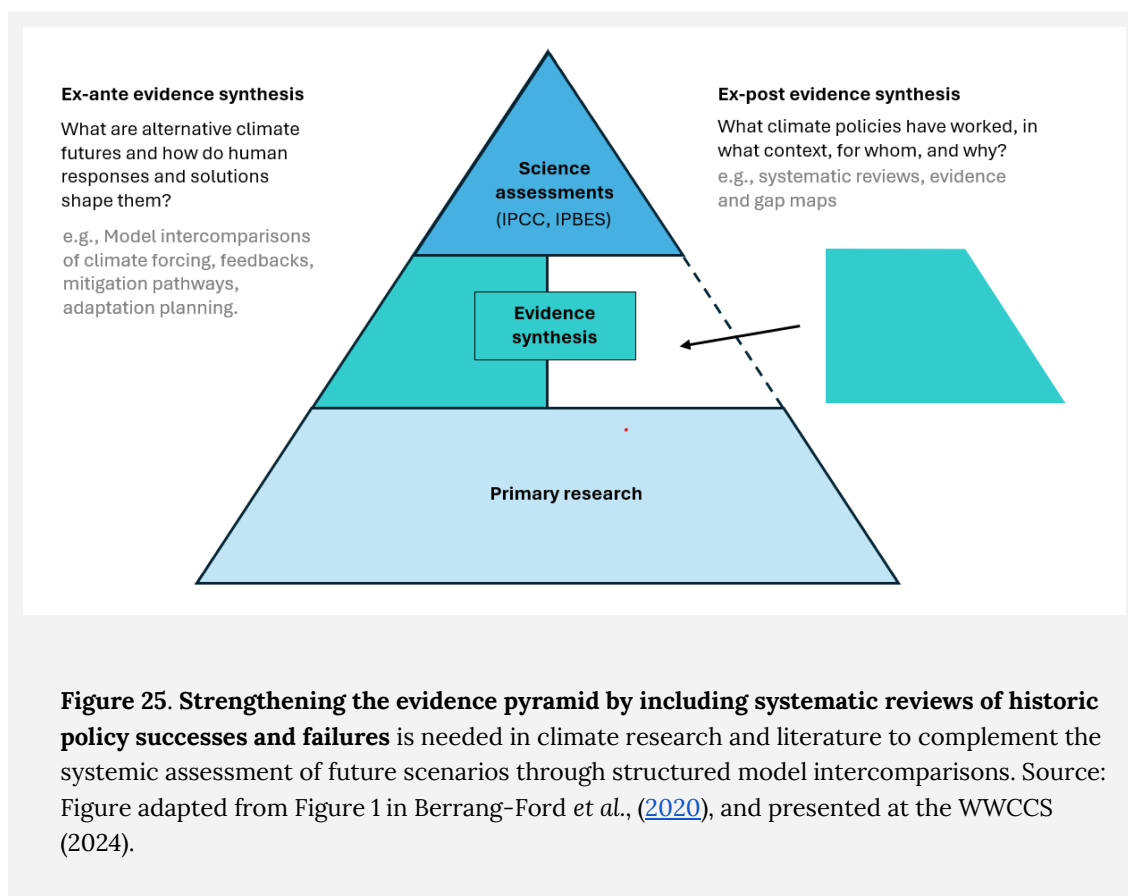 Ex-ante evidence synthesis
What are alternative climate
futures and how do human
responses and solutions
shape them?
e.g., Model intercomparisons
of climate forcing, feedbacks,
mitigation pathways,
adaptation planning.
Science
assessments
(IPCC, IPBES)
Ex-post evidence synthesis
What climate policies have worked, in
what context, for whom, and why?
e.g., systematic reviews, evidence
and gap maps
Evidence
synthesis
Primary research
Figure 25. Strengthening the evidence pyramid by including systematic reviews of historic
policy successes and failures is needed in climate research and literature to complement the
systemic assessment of future scenarios through structured model intercomparisons. Source:
Figure adapted from Figure 1 in Berrang-Ford et al., (2020), and presented at the WWCCS
(2024).